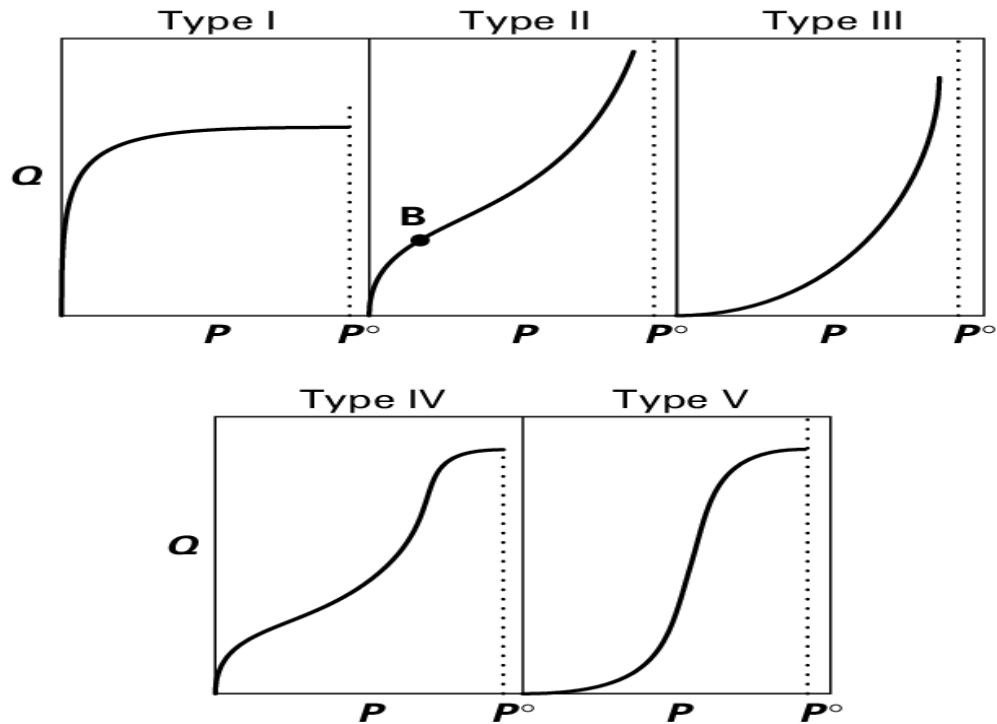 Type I Type II Type III
Q
B
P P° P P° P P°
Type IV Type V
Q
P P° P P°